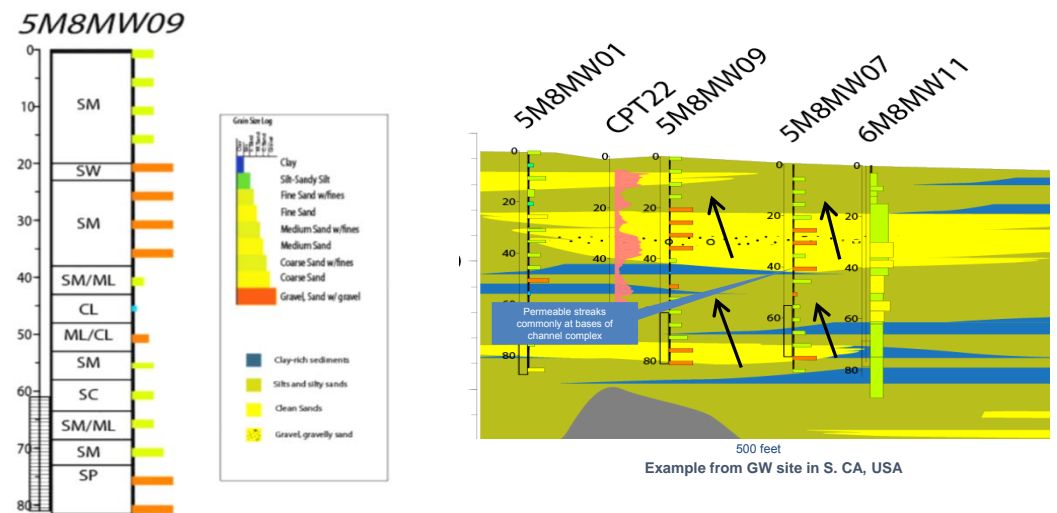 5M8MW09
0
10
20
30
40
50
60
70
80
SM
SW
SM
SM/ML
CL
ML/CL
SM
SC
SM/ML
SM
SP
Grain Size Log
Clay
Silt-Sandy Silt
Fine Sand w/fines
Fine Sand
Medium Sand w/fines
Medium Sand
Coarse Sand w/fines
Coarse Sand
Gravel, Sand w/ gravel
Clay-rich sediments
Silts and silty sands
Clean Sands
Gravel, gravelly sand
5M8MW01
CPT22
5M8MW09
5M8MW07
6M8MW11
0
20
40
80
0
20
40
0
20
40
80
0
20
40
60
0
20
40
60
80
Permeable streaks
commonly at bases of
channel complex
500 feet
Example from GW site in S. CA, USA